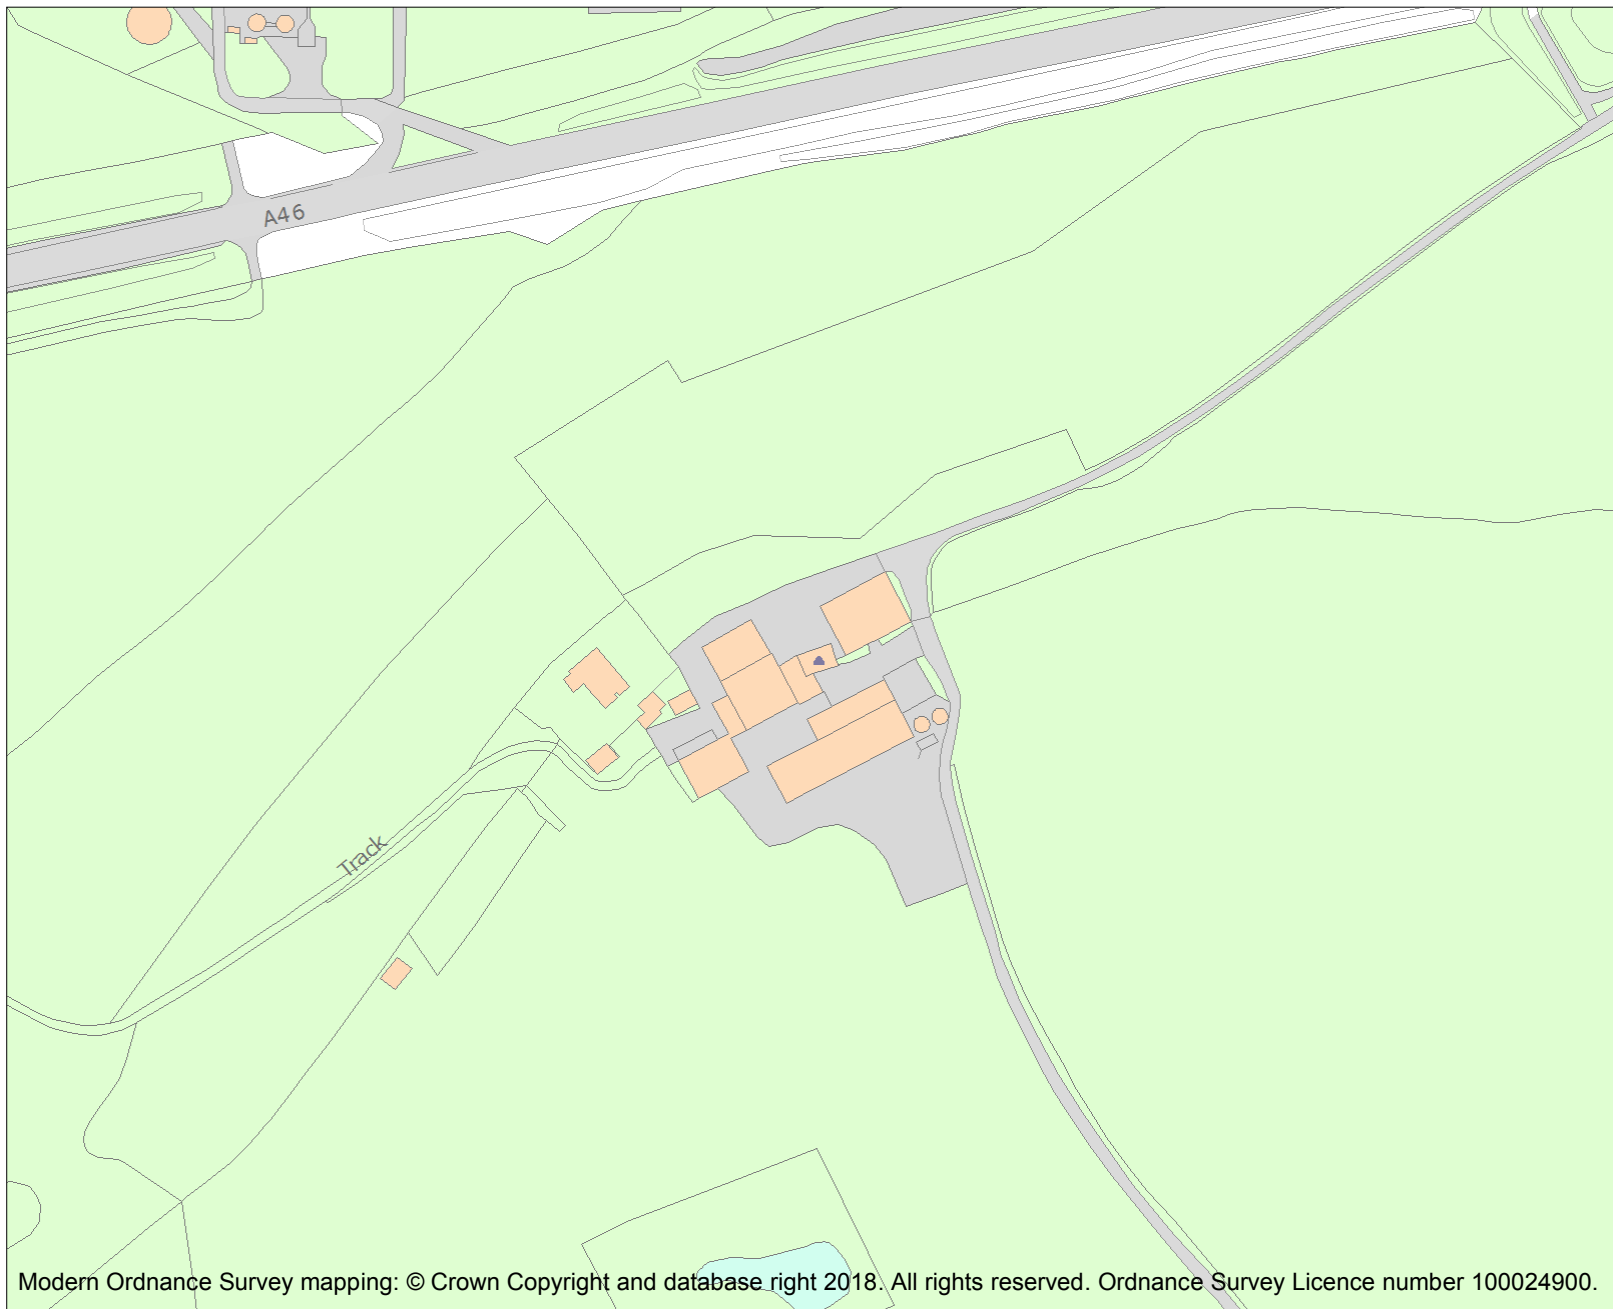 A46
Track
Modern Ordnance Survey mapping: © Crown Copyright and database right 2018. All rights reserved. Ordnance Survey Licence number 100024900.